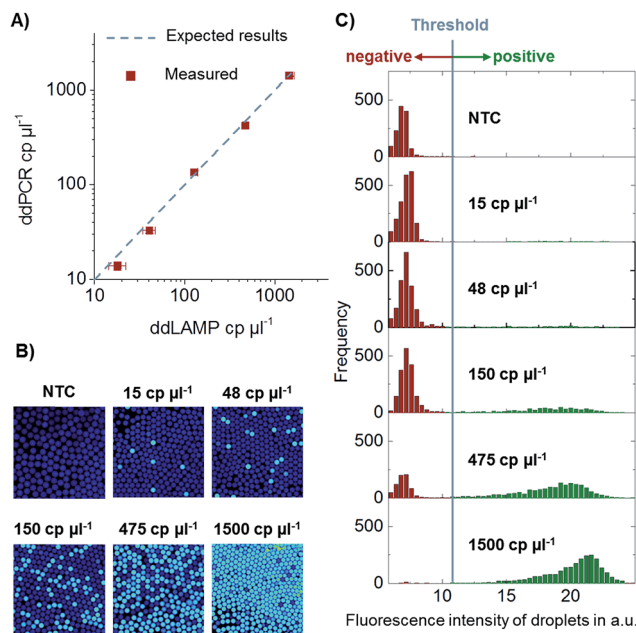 A)
Expected results
Measured
ddPCR cp µl-1
1000
100
10
10
100
1000
ddLAMP cp µl-1
B)
NTC
15 cp µl-1
48 cp µl-1
150 cp µl-1
475 cp µl-1
1500 cp µl-1
C)
Threshold
negative
positive
Frequency
500
0
NTC
500
0
15 cp µl-1
500
0
48 cp µl-1
500
0
150 cp µl-1
500
0
475 cp µl-1
500
0
1500 cp µl-1
10
15
20
Fluorescence intensity of droplets in a.u.